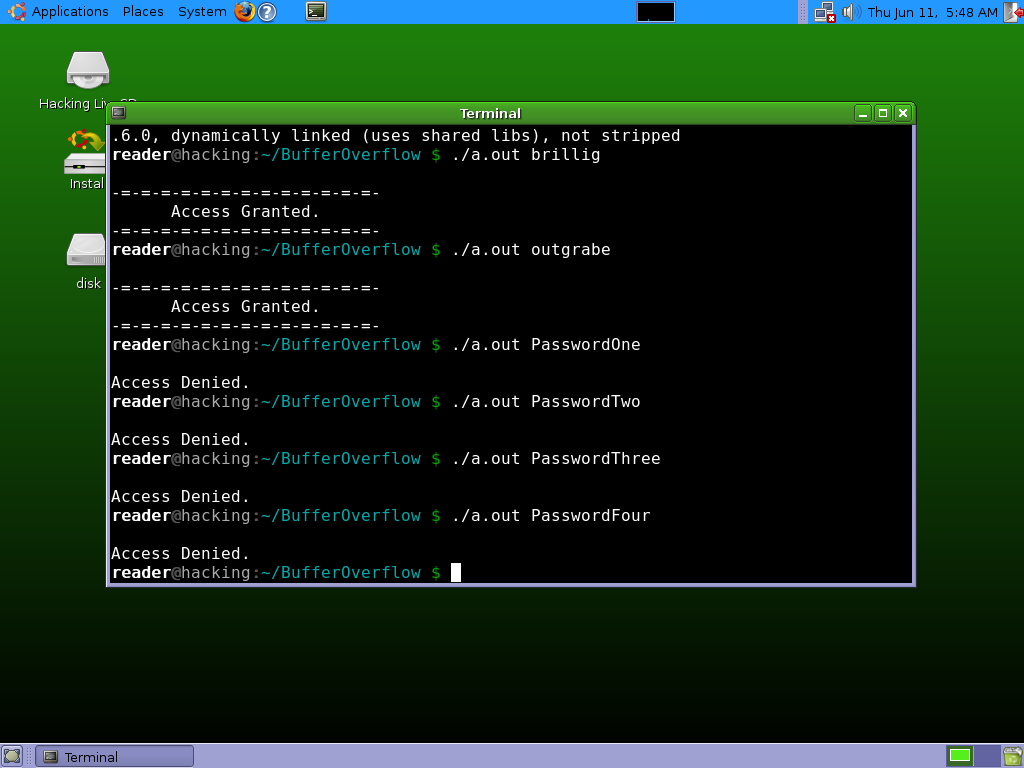 Applications Places System
Thu Jun 11, 5:48 AM
Hacking Li
Instal
disk
Terminal
.6.0, dynamically linked (uses shared libs), not stripped
reader@hacking:~/BufferOverflow $ ./a.out brillig
-=-=-=-=-=-=-=-=-=-=-=-=-=-
Access Granted.
-=-=-=-=-=-=-=-=-=-=-=-=-=-
reader@hacking:~/BufferOverflow $ ./a.out outgrabe
-=-=-=-=-=-=-=-=-=-=-=-=-=-
Access Granted.
-=-=-=-=-=-=-=-=-=-=-=-=-=-
reader@hacking:~/BufferOverflow $ ./a.out PasswordOne
Access Denied.
reader@hacking:~/BufferOverflow $ ./a.out PasswordTwo
Access Denied.
reader@hacking:~/BufferOverflow $ ./a.out PasswordThree
Access Denied.
reader@hacking:~/BufferOverflow $ ./a.out PasswordFour
Access Denied.
reader@hacking:~/BufferOverflow $
Terminal